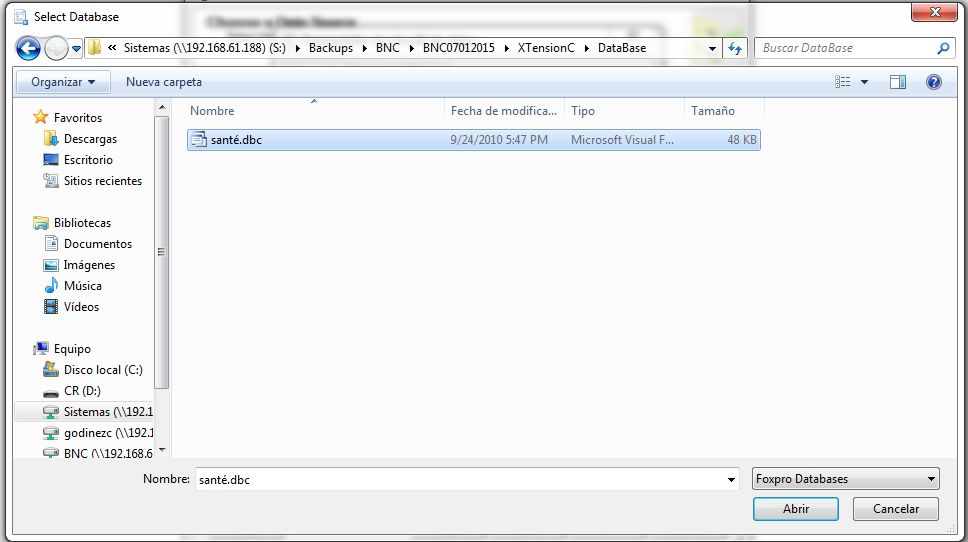 Select Database
« Sistemas (\\192.168.61.188) (S:) Backups BNC BNC07012015 XTensionC DataBase Buscar DataBase
Organizar Nueva carpeta
Nombre Fecha de modifica... Tipo Tamaño
santé.dbc 9/24/2010 5:47 PM Microsoft Visual F... 48 KB
Favoritos
Descargas
Escritorio
Sitios recientes
Bibliotecas
Documentos
Imágenes
Música
Vídeos
Equipo
Disco local (C:)
CR (D:)
Sistemas (\\192.1
godinezc (\\192.1
BNC (\\192.168.6
Nombre: santé.dbc Foxpro Databases
Abrir Cancelar